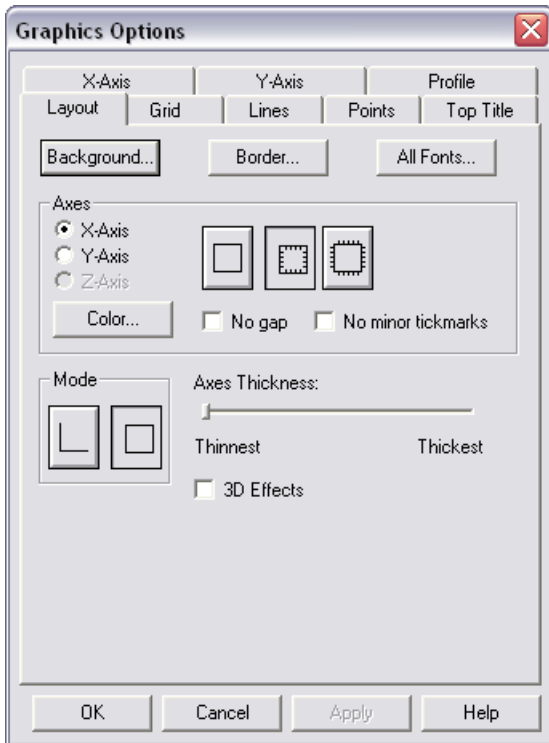 Graphics Options
X-Axis Y-Axis Profile
Layout Grid Lines Points Top Title
Background... Border... All Fonts...
Axes
X-Axis
Y-Axis
Z-Axis
Color... No gap No minor tickmarks
Mode Axes Thickness:
Thinnest Thickest
3D Effects
OK Cancel Apply Help